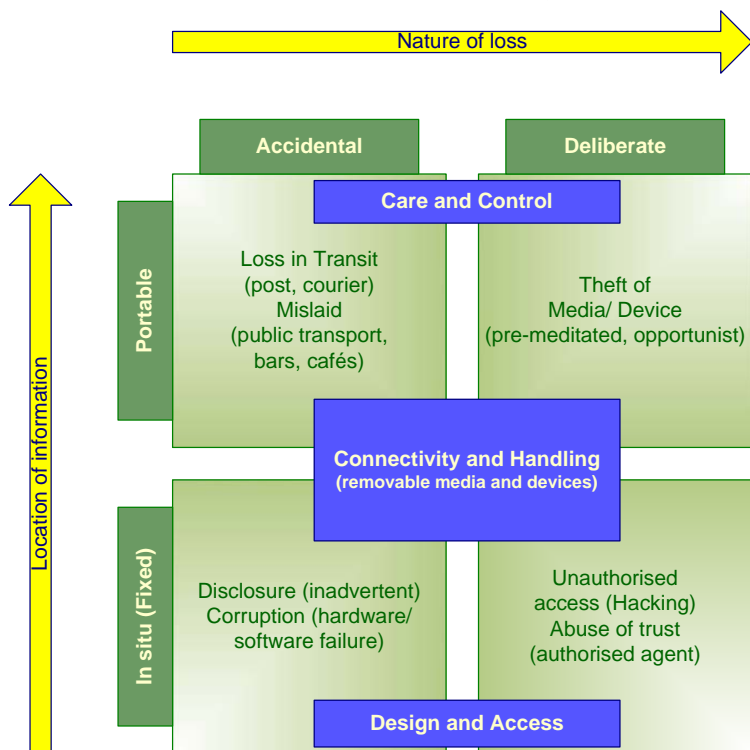 Nature of loss
Accidental
Deliberate
Care and Control
Portable
Loss in Transit
(post, courier)
Mislaid
(public transport,
bars, cafés)
Theft of
Media/ Device
(pre-meditated, opportunist)
Location of information
Connectivity and Handling
(removable media and devices)
In situ (Fixed)
Disclosure (inadvertent)
Corruption (hardware/
software failure)
Unauthorised
access (Hacking)
Abuse of trust
(authorised agent)
Design and Access